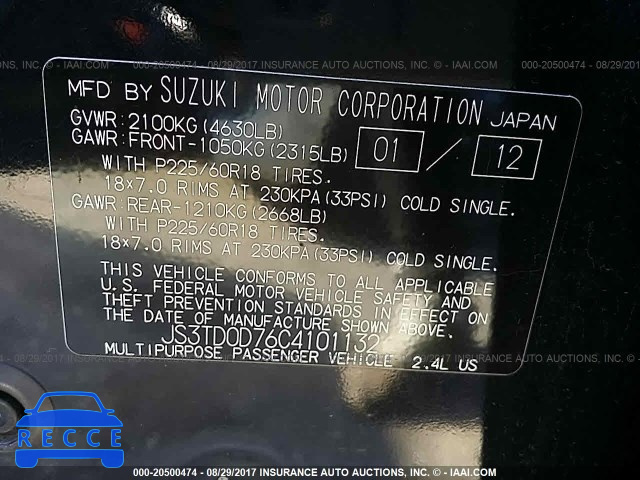 000-20500474 - 08/29/2017 INSURANCE AUTO AUCTIONS, INC. - © - IAAI.COM
MFD BY SUZUKI MOTOR CORPORATION JAPAN
GVWR: 2100KG (4630LB)
GAWR: FRONT-1050KG (2315LB) 01 / 12
WITH P225/60R18 TIRES.
18×7.0 RIMS AT 230KPA (33PSI) COLD SINGLE.
GAWR: REAR-1210KG (2668LB)
WITH P225/60R18 TIRES.
18×7.0 RIMS AT 230KPA (33PSI) COLD SINGLE.
THIS VEHICLE CONFORMS TO ALL APPLICABLE
U.S. FEDERAL MOTOR VEHICLE SAFETY AND
THEFT PREVENTION STANDARDS IN EFFECT ON
THE DATE OF MANUFACTURE SHOWN ABOVE.
JS3TD0D76C4101132
MULTIPURPOSE PASSENGER VEHICLE 2.4L US
RECCE
000-20500474 - 08/29/2017 INSURANCE AUTO AUCTIONS, INC. - © - IAAI.COM